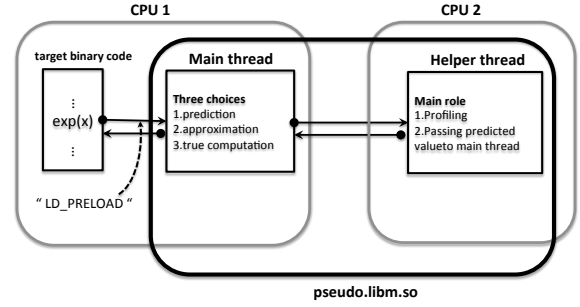 CPU 1
CPU 2
target binary code
Main thread
Helper thread
⋮
exp(x)
⋮
Three choices
1.prediction
2.approximation
3.true computation
Main role
1.Profiling
2.Passing predicted
valueto main thread
“ LD_PRELOAD ”
pseudo.libm.so